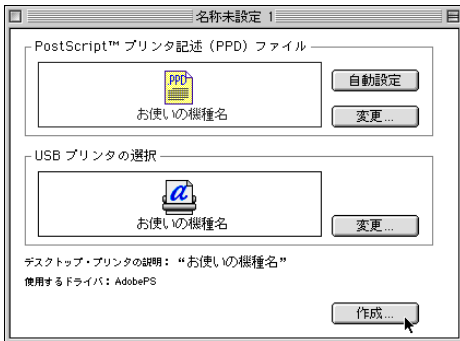 名称未設定 1
PostScript™ プリンタ記述（PPD）ファイル
PPD
お使いの機種名
自動設定
変更...
USB プリンタの選択
a
お使いの機種名
変更...
デスクトップ・プリンタの説明： “お使いの機種名”
使用するドライバ： AdobePS
作成...